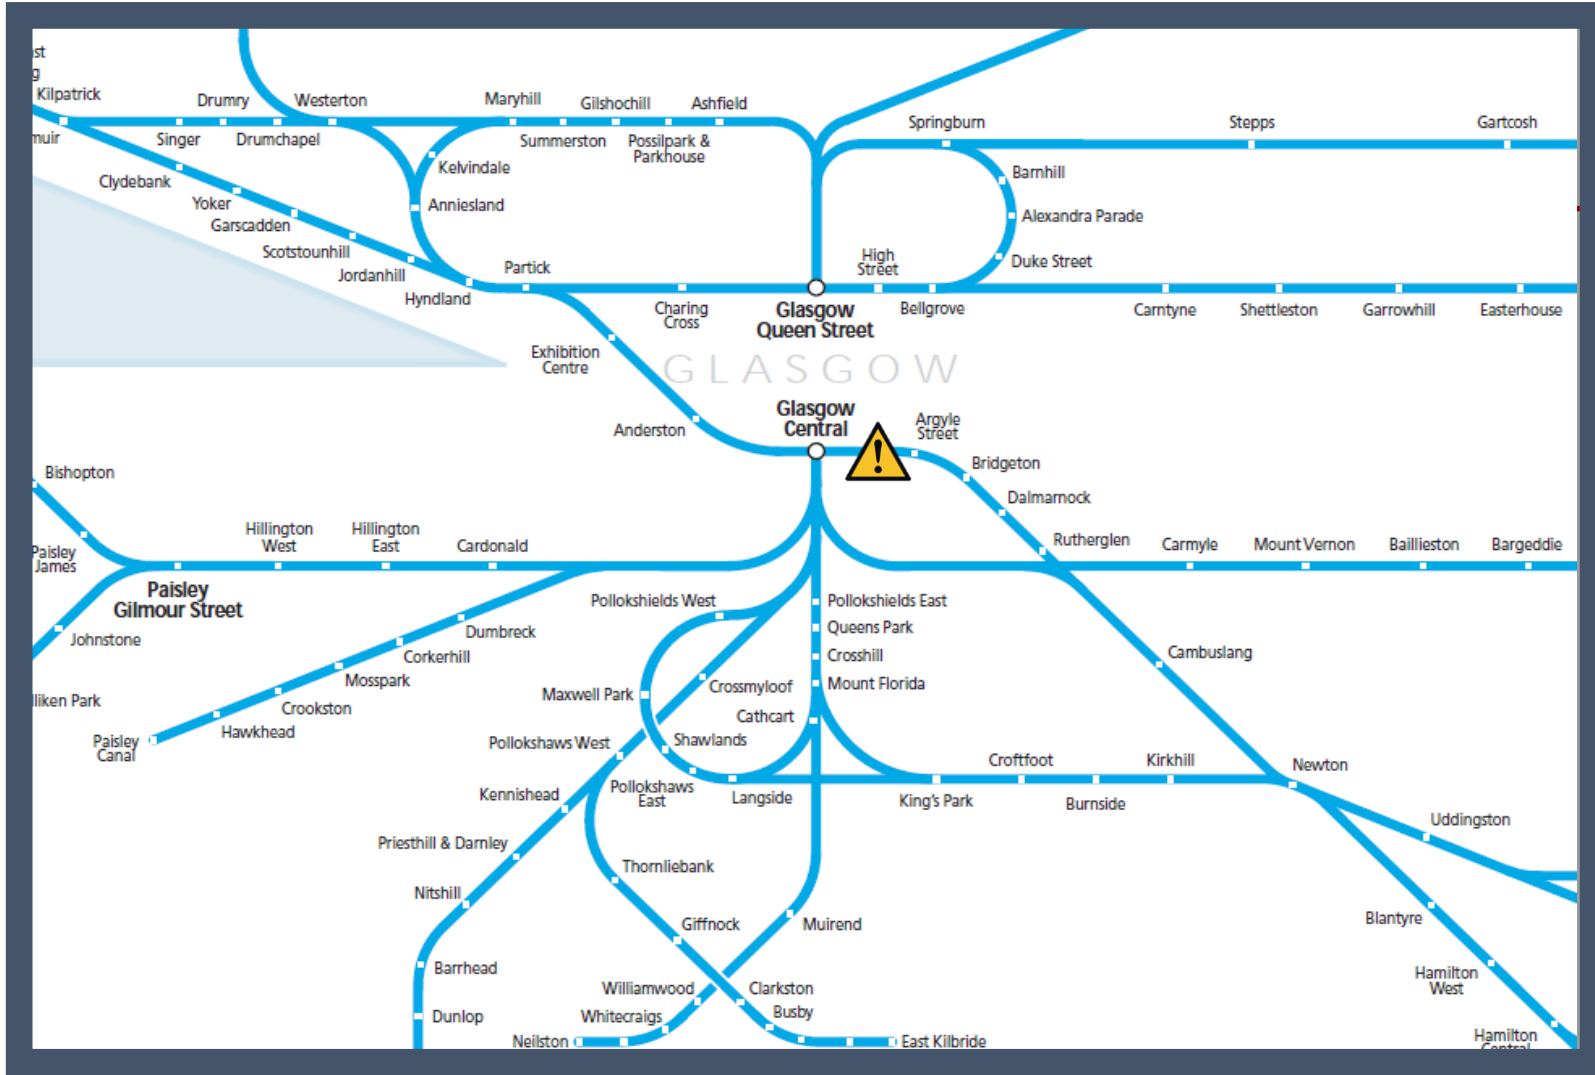 st
g
Kilpatrick
muir
Drumry
Westerton
Singer
Drumchapel
Maryhill
Gilshochill
Ashfield
Summerston
Possilpark &
Parkhouse
Springburn
Stepps
Gartcosh
Kelvindale
Barnhill
Clydebank
Yoker
Anniesland
Alexandra Parade
Garscadden
Scotstounhill
High
Street
Duke Street
Jordanhill
Partick
Hyndland
Charing
Cross
Glasgow
Queen Street
Bellgrove
Carntyne
Shettleston
Garrowhill
Easterhouse
Exhibition
Centre
GLASGOW
Anderston
Glasgow
Central
!
Argyle
Street
Bridgeton
Bishopton
Dalmarnock
Hillington
West
Hillington
East
Cardonald
Rutherglen
Carmyle
Mount Vernon
Baillieston
Bargeddie
Paisley
James
Paisley
Gilmour Street
Pollokshields West
Pollokshields East
Johnstone
Dumbreck
Queens Park
Corkerhill
Crosshill
Cambuslang
Mosspark
Maxwell Park
Crossmyloof
Mount Florida
lliken Park
Crookston
Cathcart
Hawkhead
Paisley
Canal
Pollokshaws West
Shawlands
Croftfoot
Kirkhill
Newton
Kennishead
Pollokshaws
East
Langside
King's Park
Burnside
Uddingston
Priesthill & Darnley
Thornliebank
Nitshill
Giffnock
Muirend
Blantyre
Barrhead
Hamilton
West
Williamwood
Clarkston
Dunlop
Whitecraigs
Busby
Neilston
East Kilbride
Hamilton
Central